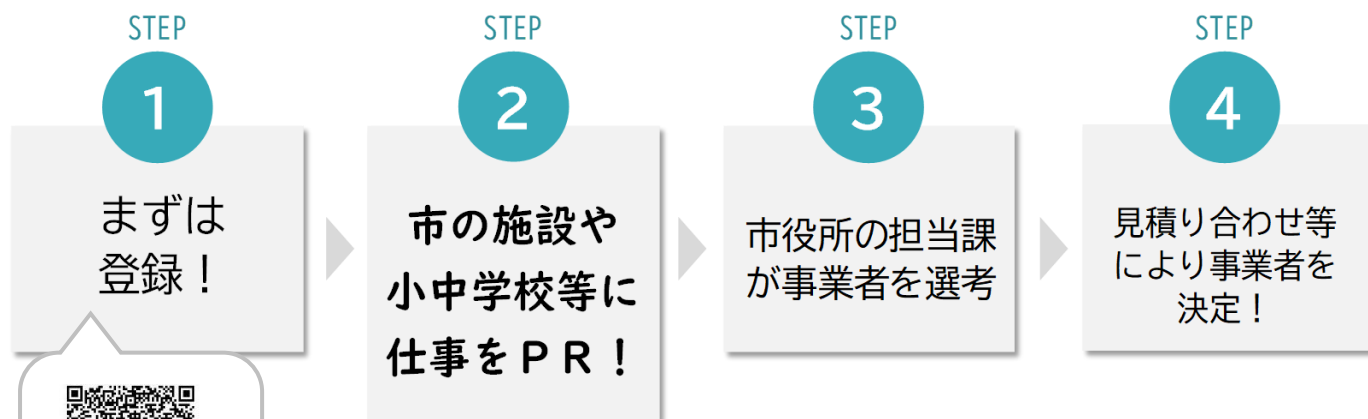 STEP
1
まずは
登録！
STEP
2
市の施設や
小中学校等に
仕事をＰＲ！
STEP
3
市役所の担当課
が事業者を選考
STEP
4
見積り合わせ等
により事業者を
決定！